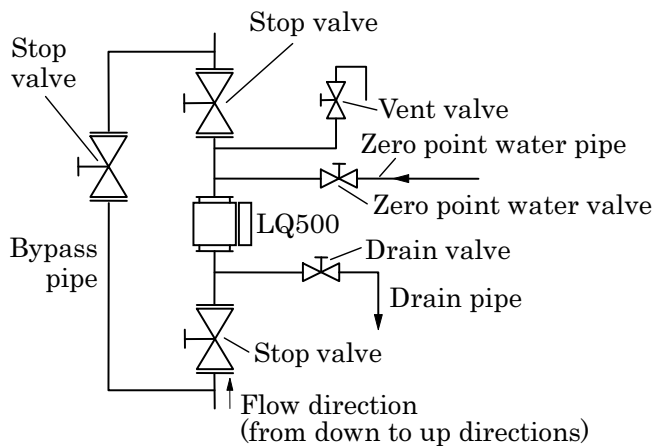 Stop valve
Stop
valve
Vent valve
Zero point water pipe
Zero point water valve
LQ500
Drain valve
Bypass
pipe
Drain pipe
Stop valve
Flow direction
(from down to up directions)